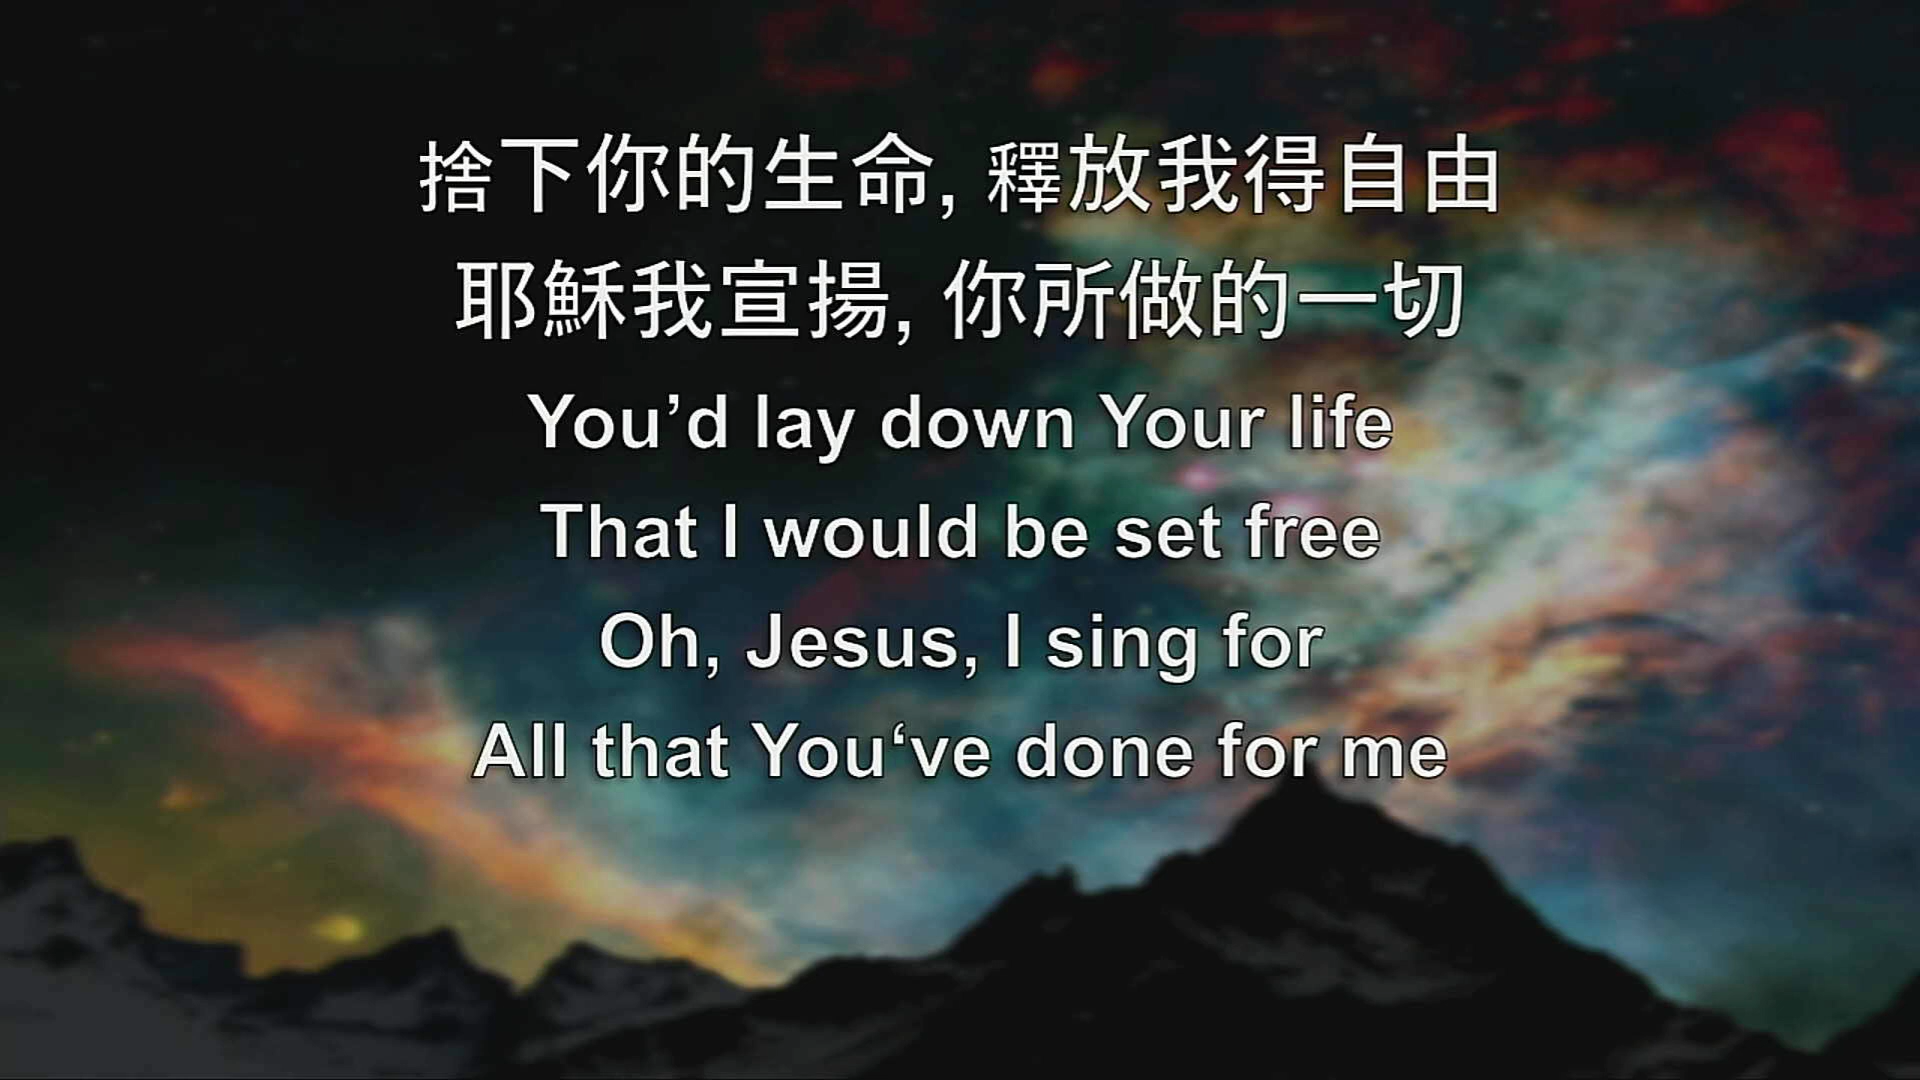 捨下你的生命, 釋放我得自由
耶穌我宣揚, 你所做的一切
You’d lay down Your life
That I would be set free
Oh, Jesus, I sing for
All that You‘ve done for me